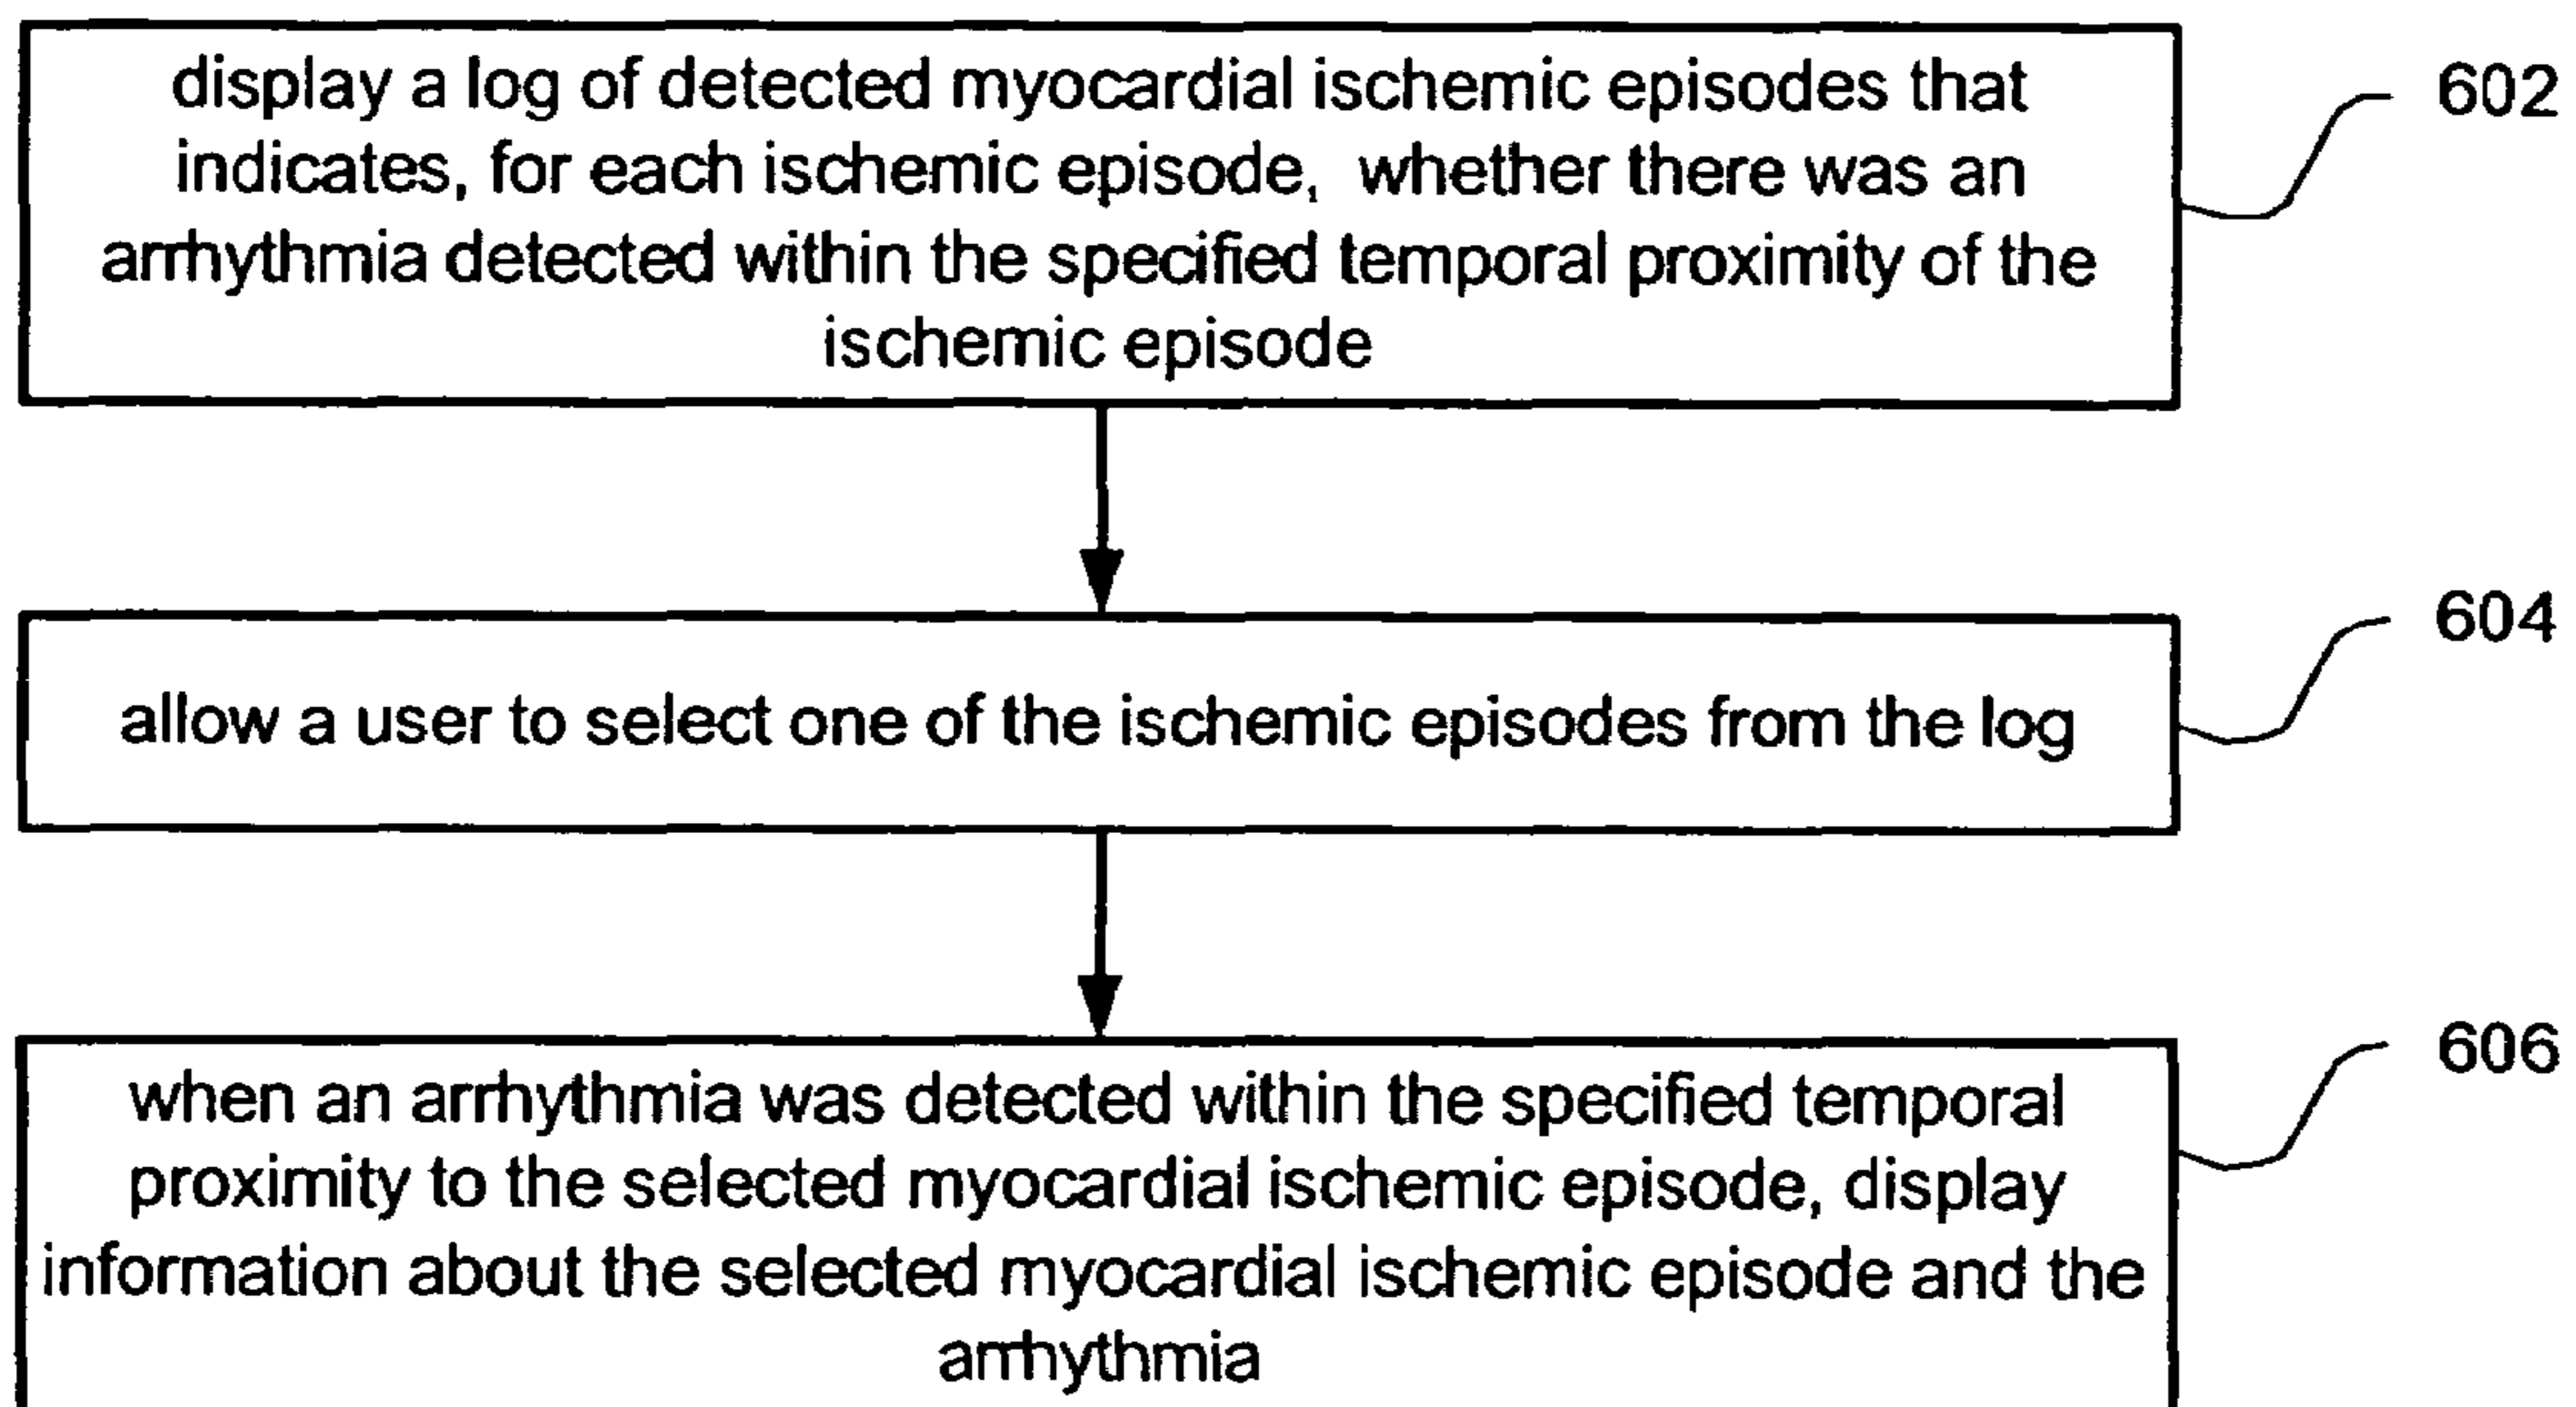 display a log of detected myocardial ischemic episodes that
indicates, for each ischemic episode, whether there was an
arrhythmia detected within the specified temporal proximity of the
ischemic episode
602
allow a user to select one of the ischemic episodes from the log
604
when an arrhythmia was detected within the specified temporal
proximity to the selected myocardial ischemic episode, display
information about the selected myocardial ischemic episode and the
arrhythmia
606